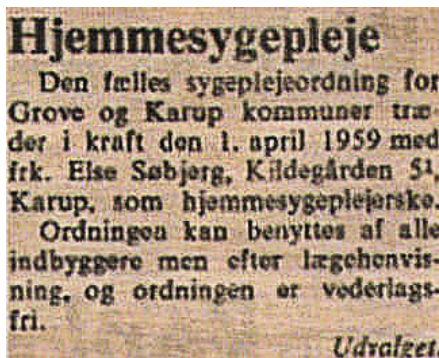 Hjemmesygepleje
Den fælles sygeplejeordning for
Grove og Karup kommuner træ-
der i kraft den 1. april 1959 med
frk. Else Søbjerg, Kildegården 5¹,
Karup, som hjemmesygeplejerske.
Ordningen kan benyttes af alle
indbyggere men efter lægehenvis-
ning, og ordningen er vederlags-
fri.
Udvalget.